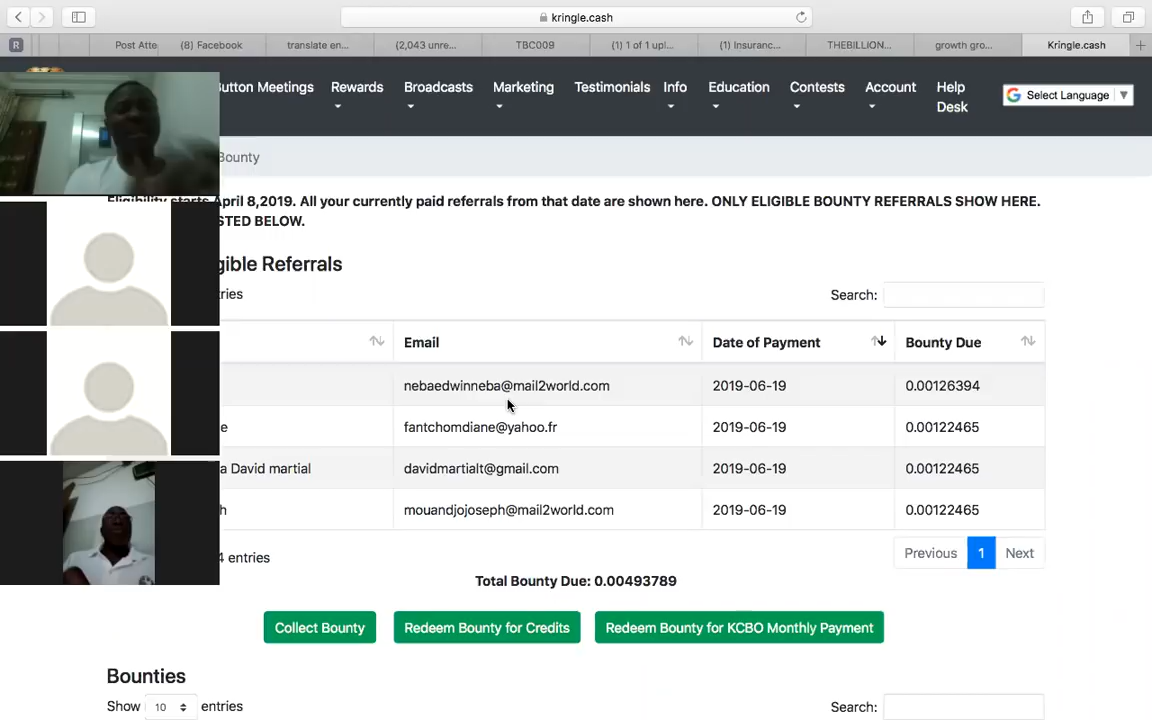 kringle.cash
R
Post Atte
(8) Facebook
translate en...
(2,043 unre...
TBC009
(1) 1 of 1 upl...
(1) Insuranc...
THEBILLION...
growth gro...
Kringle.cash
utton Meetings
Rewards
Broadcasts
Marketing
Testimonials
Info
Education
Contests
Account
Help
Desk
G Select Language ▼
Bounty
Eligibility starts April 8,2019. All your currently paid referrals from that date are shown here. ONLY ELIGIBLE BOUNTY REFERRALS SHOW HERE.
STED BELOW.
gible Referrals
tries
Search:
Email
Date of Payment
Bounty Due
nebaedwinneba@mail2world.com 2019-06-19 0.00126394
e fantchomdiane@yahoo.fr 2019-06-19 0.00122465
a David martial davidmartialt@gmail.com 2019-06-19 0.00122465
h mouandjojoseph@mail2world.com 2019-06-19 0.00122465
4 entries
Previous 1 Next
Total Bounty Due: 0.00493789
Collect Bounty
Redeem Bounty for Credits
Redeem Bounty for KCBO Monthly Payment
Bounties
Show 10 entries
Search: